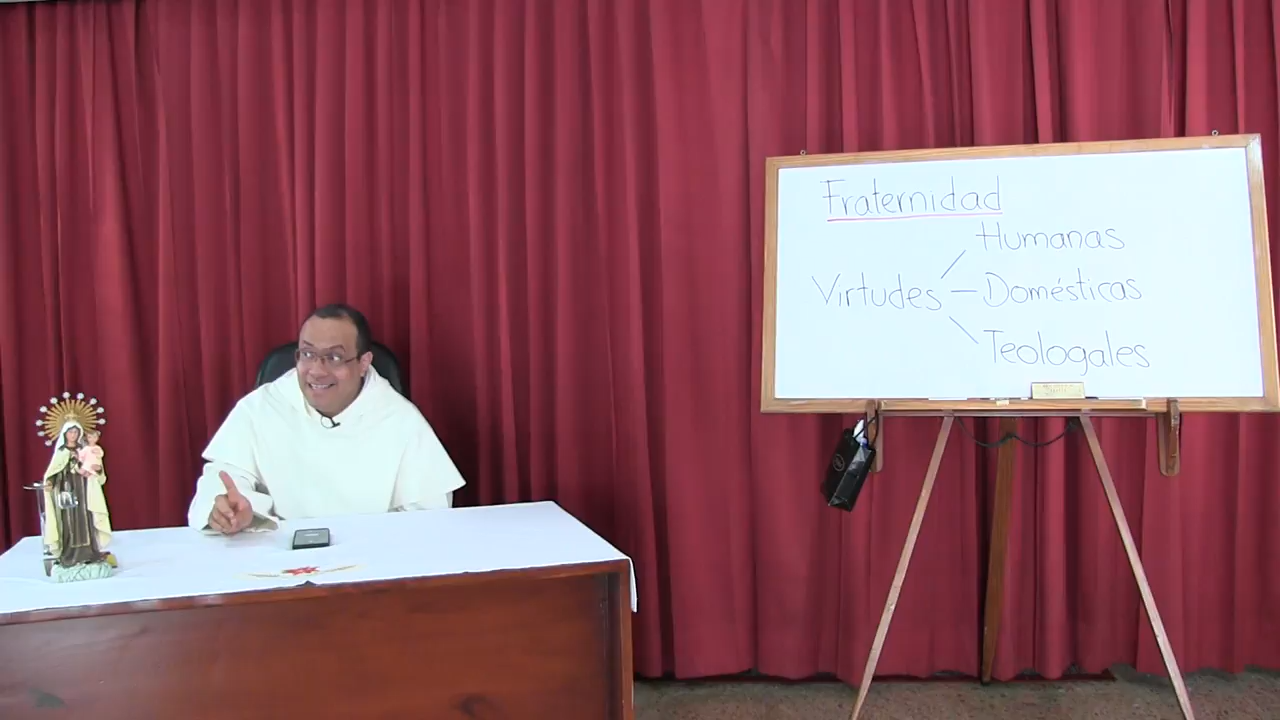 Fraternidad
Humanas
Virtudes — Domésticas
Teologales